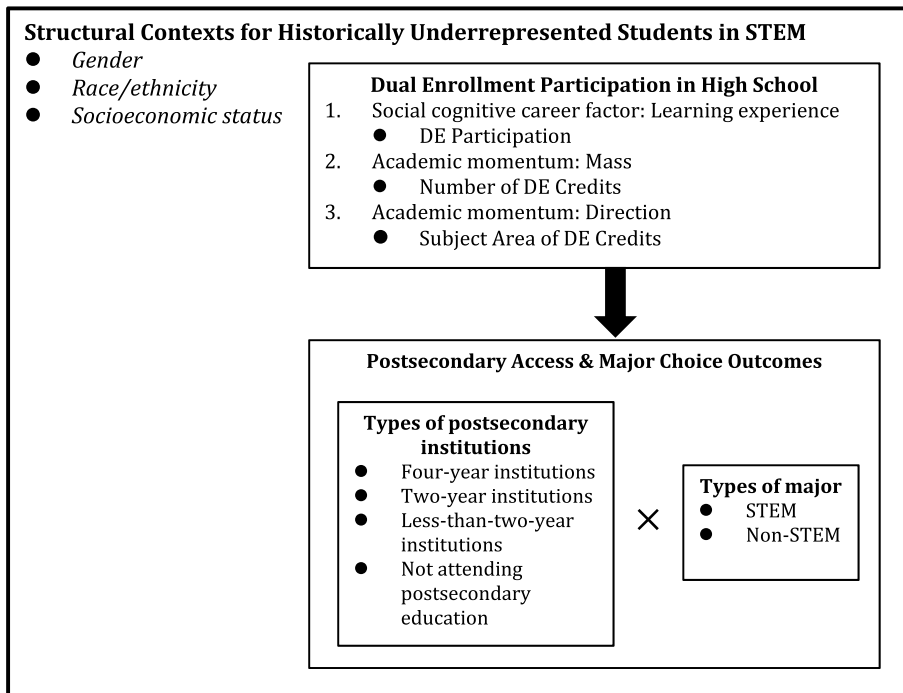 Structural Contexts for Historically Underrepresented Students in STEM
● Gender
● Race/ethnicity
● Socioeconomic status
Dual Enrollment Participation in High School
1. Social cognitive career factor: Learning experience
● DE Participation
2. Academic momentum: Mass
● Number of DE Credits
3. Academic momentum: Direction
● Subject Area of DE Credits
Postsecondary Access & Major Choice Outcomes
Types of postsecondary
institutions
● Four-year institutions
● Two-year institutions
● Less-than-two-year
institutions
● Not attending
postsecondary
education
×
Types of major
● STEM
● Non-STEM